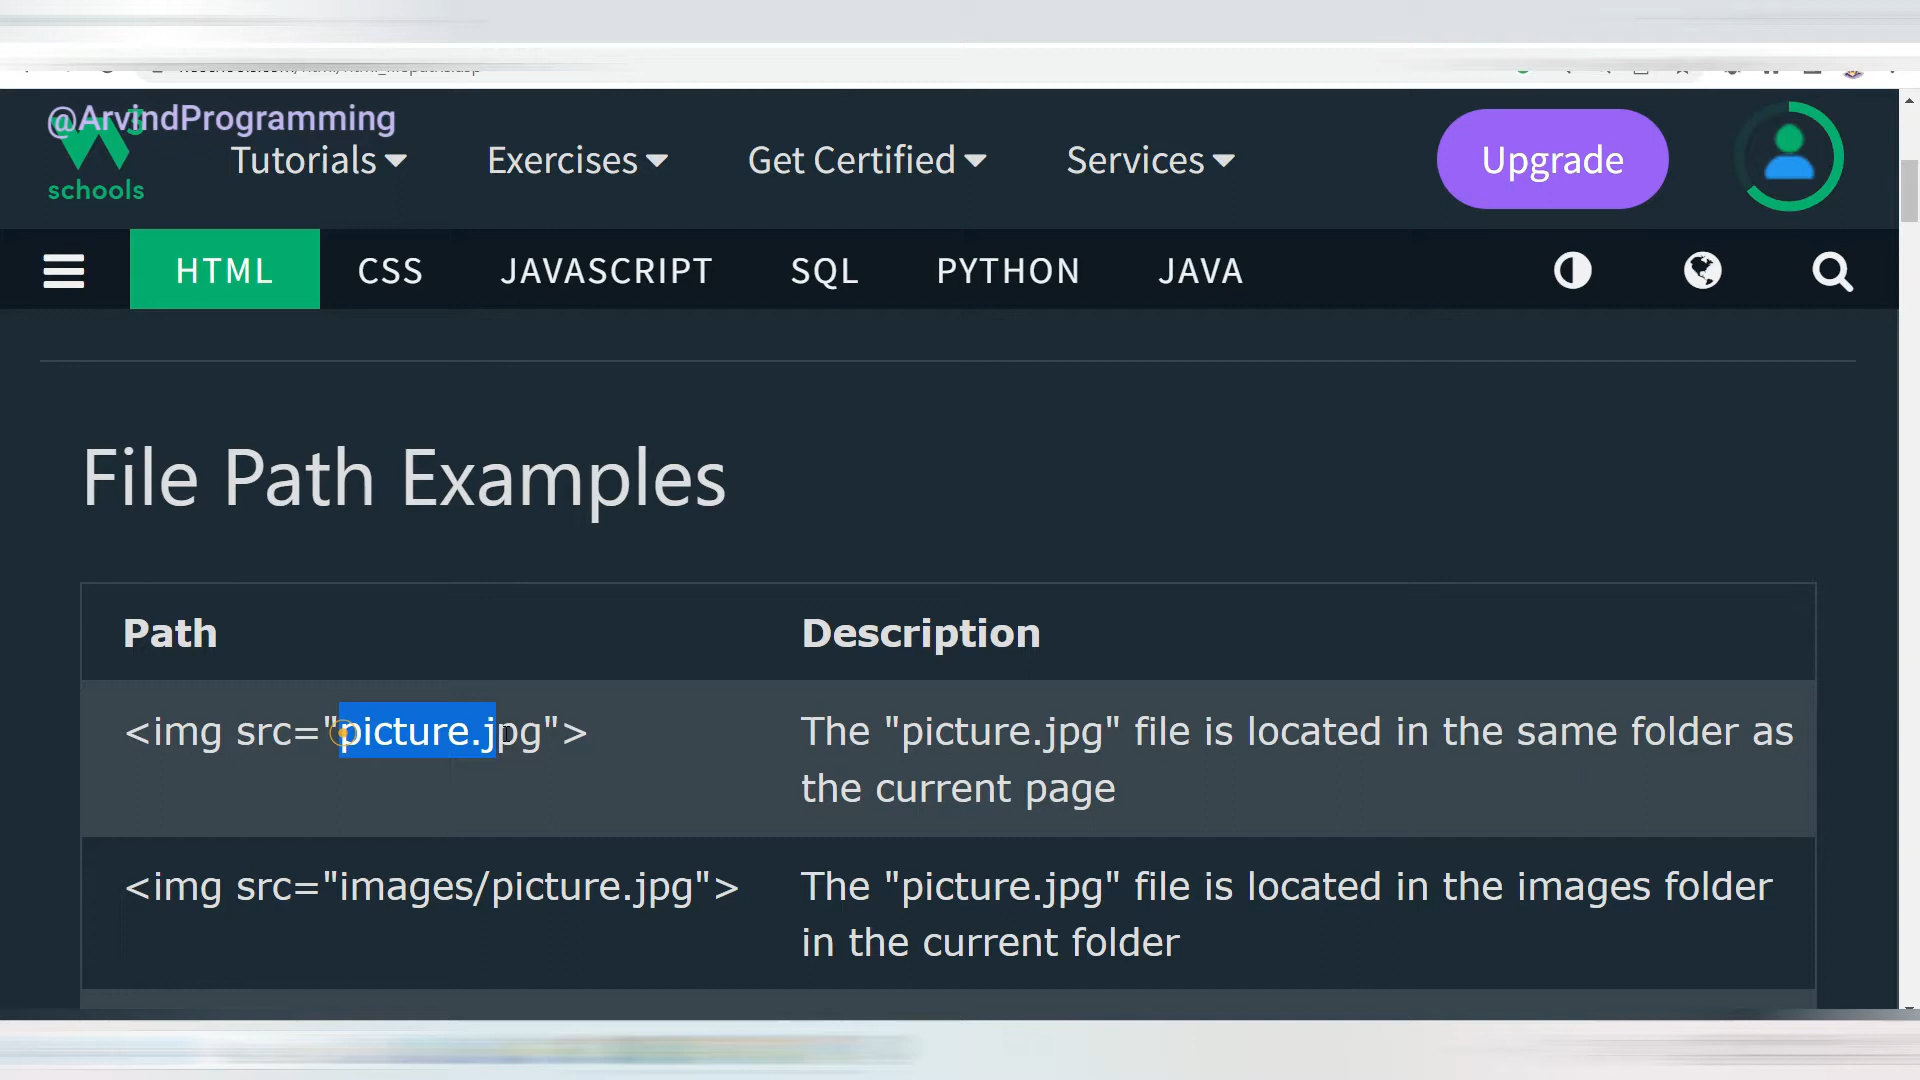 @ArvindProgramming
3
schools
Tutorials Exercises Get Certified Services Upgrade
HTML CSS JAVASCRIPT SQL PYTHON JAVA
File Path Examples
Path Description
<img src="picture.jpg"> The "picture.jpg" file is located in the same folder as
the current page
<img src="images/picture.jpg"> The "picture.jpg" file is located in the images folder
in the current folder